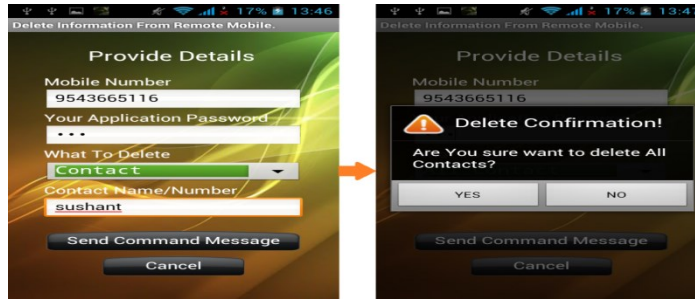 17% 13:46
Delete Information From Remote Mobile.
Provide Details
Mobile Number
9543665116
Your Application Password
•••
What To Delete
Contact
Contact Name/Number
sushant
Send Command Message
Cancel
17% 13:4
Delete Information From Remote Mobile.
Provide Details
Mobile Number
9543665116
Delete Confirmation!
Are You sure want to delete All
Contacts?
YES NO
Send Command Message
Cancel